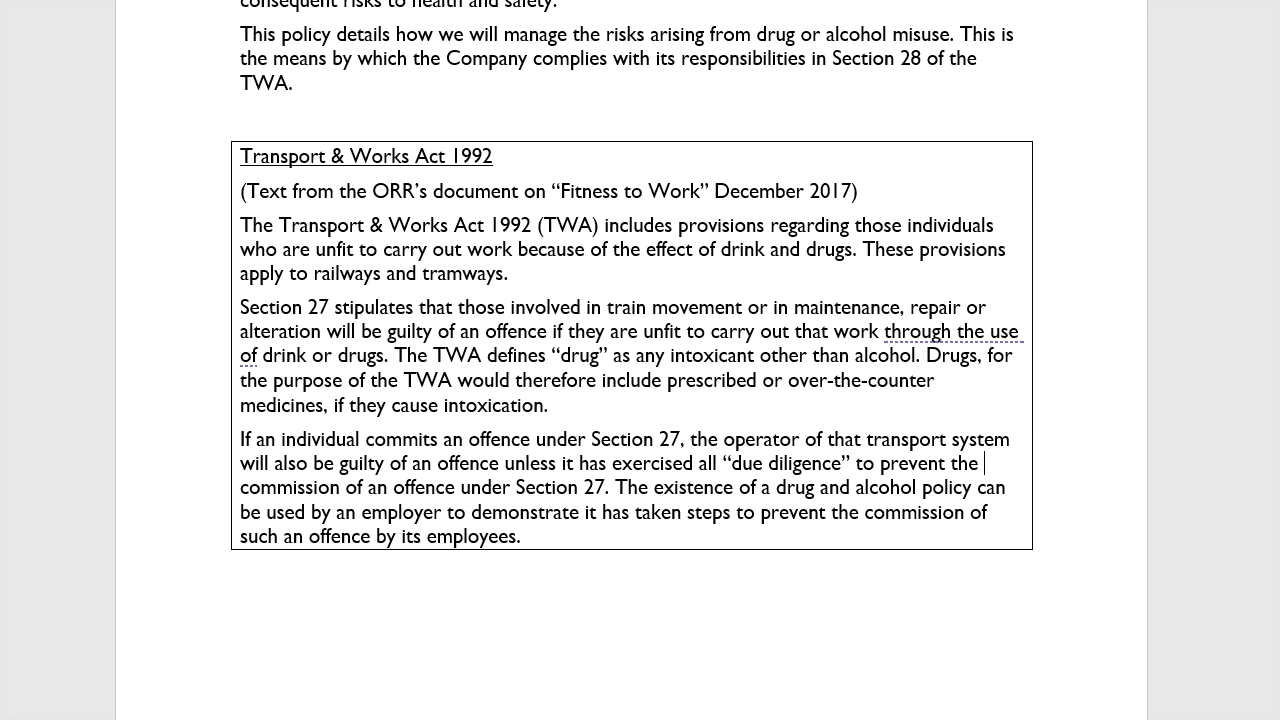 consequent risks to health and safety.
This policy details how we will manage the risks arising from drug or alcohol misuse. This is
the means by which the Company complies with its responsibilities in Section 28 of the
TWA.
Transport & Works Act 1992
(Text from the ORR’s document on “Fitness to Work” December 2017)
The Transport & Works Act 1992 (TWA) includes provisions regarding those individuals
who are unfit to carry out work because of the effect of drink and drugs. These provisions
apply to railways and tramways.
Section 27 stipulates that those involved in train movement or in maintenance, repair or
alteration will be guilty of an offence if they are unfit to carry out that work through the use
of drink or drugs. The TWA defines “drug” as any intoxicant other than alcohol. Drugs, for
the purpose of the TWA would therefore include prescribed or over-the-counter
medicines, if they cause intoxication.
If an individual commits an offence under Section 27, the operator of that transport system
will also be guilty of an offence unless it has exercised all “due diligence” to prevent the
commission of an offence under Section 27. The existence of a drug and alcohol policy can
be used by an employer to demonstrate it has taken steps to prevent the commission of
such an offence by its employees.